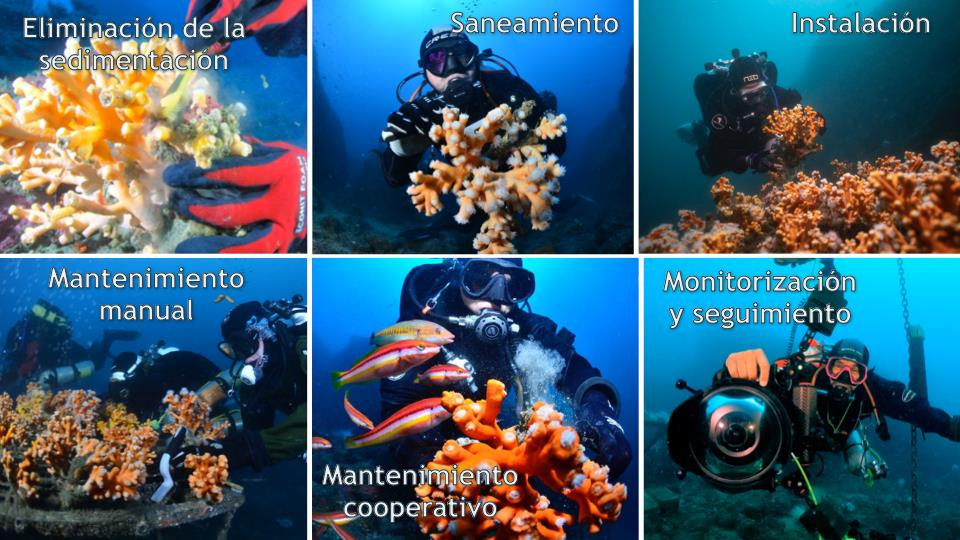 Eliminación de la
sedimentación
Saneamiento
Instalación
Mantenimiento
manual
Mantenimiento
cooperativo
Monitorización
y seguimiento